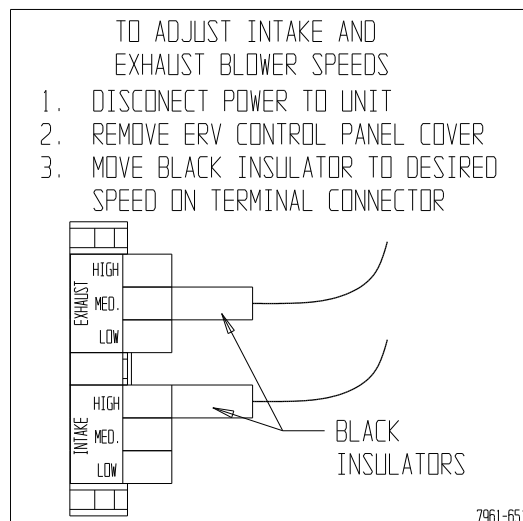 TO ADJUST INTAKE AND
EXHAUST BLOWER SPEEDS
1. DISCONECT POWER TO UNIT
2. REMOVE ERV CONTROL PANEL COVER
3. MOVE BLACK INSULATOR TO DESIRED
SPEED ON TERMINAL CONNECTOR
EXHAUST
HIGH
MED.
LOW
INTAKE
HIGH
MED.
LOW
BLACK
INSULATORS